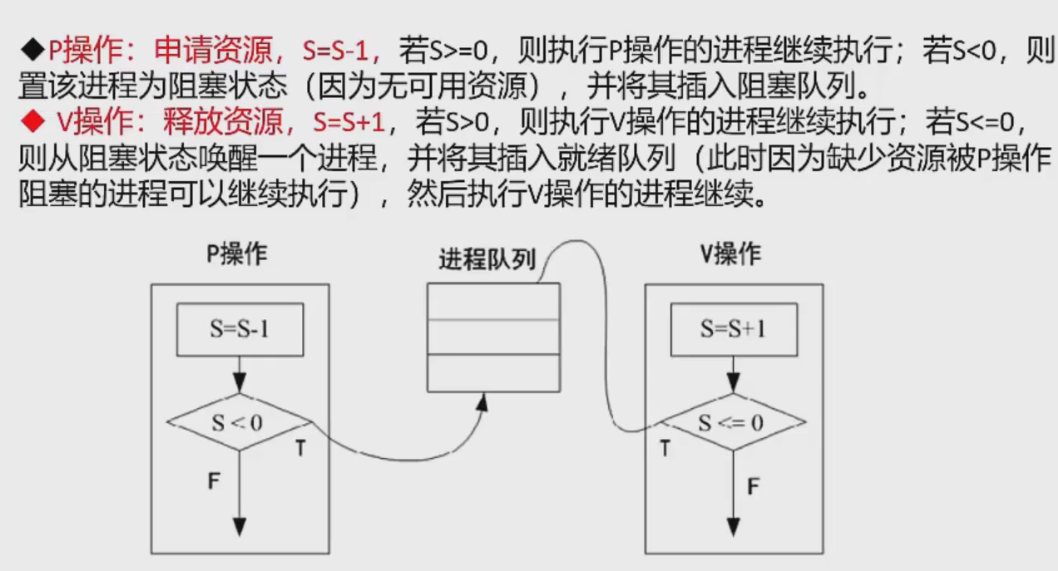 ◆P操作：申请资源，S=S-1，若S>=0，则执行P操作的进程继续执行；若S<0，则
置该进程为阻塞状态（因为无可用资源），并将其插入阻塞队列。
◆ V操作：释放资源，S=S+1，若S>0，则执行V操作的进程继续执行；若S<=0，
则从阻塞状态唤醒一个进程，并将其插入就绪队列（此时因为缺少资源被P操作
阻塞的进程可以继续执行），然后执行V操作的进程继续。
P操作
进程队列
V操作
S=S-1
S=S+1
S < 0
S <= 0
T
T
F
F